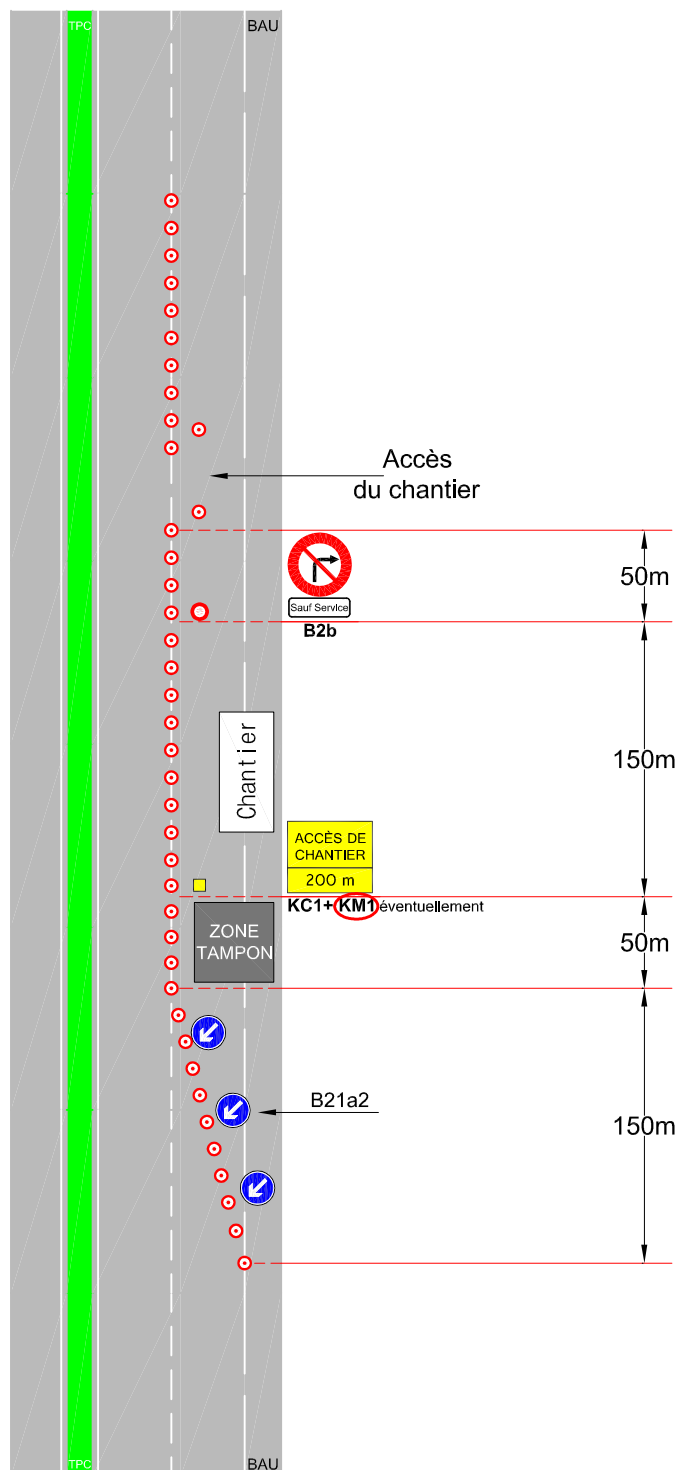 TPC
BAU
Accès
du chantier
50m
Sauf Service
B2b
150m
Chantier
ACCÈS DE
CHANTIER
200 m
KC1+ KM1 éventuellement
ZONE
TAMPON
50m
B21a2
150m
TPC
BAU